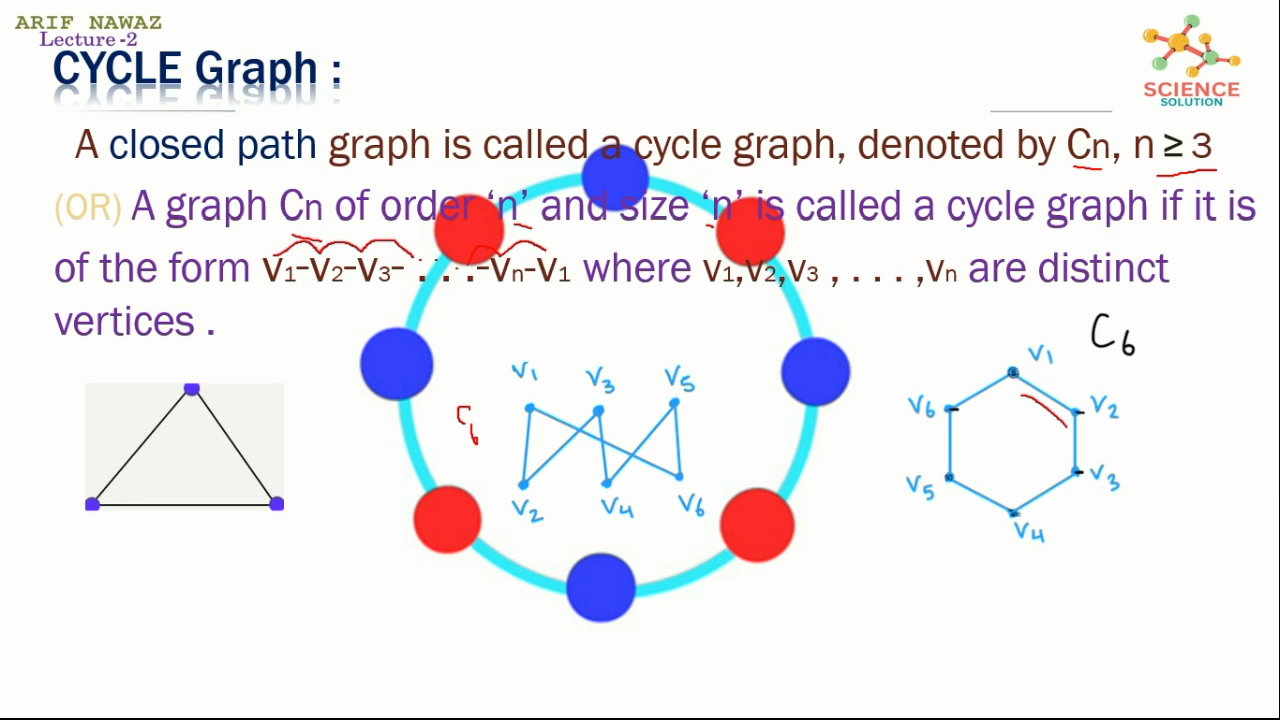 ARIF NAWAZ
Lecture -2
SCIENCE
SOLUTION
CYCLE Graph :
A closed path graph is called a cycle graph, denoted by Cn, n ≥ 3
(OR) A graph Cn of order ‘n’ and size ‘n’ is called a cycle graph if it is
of the form v1-v2-v3- . . . .-vn-v1 where v1,v2,v3 , . . . . ,vn are distinct
vertices .
C6
v1 v3 v5
v2 v4 v6
C6
v1
v6 v2
v5 v3
v4